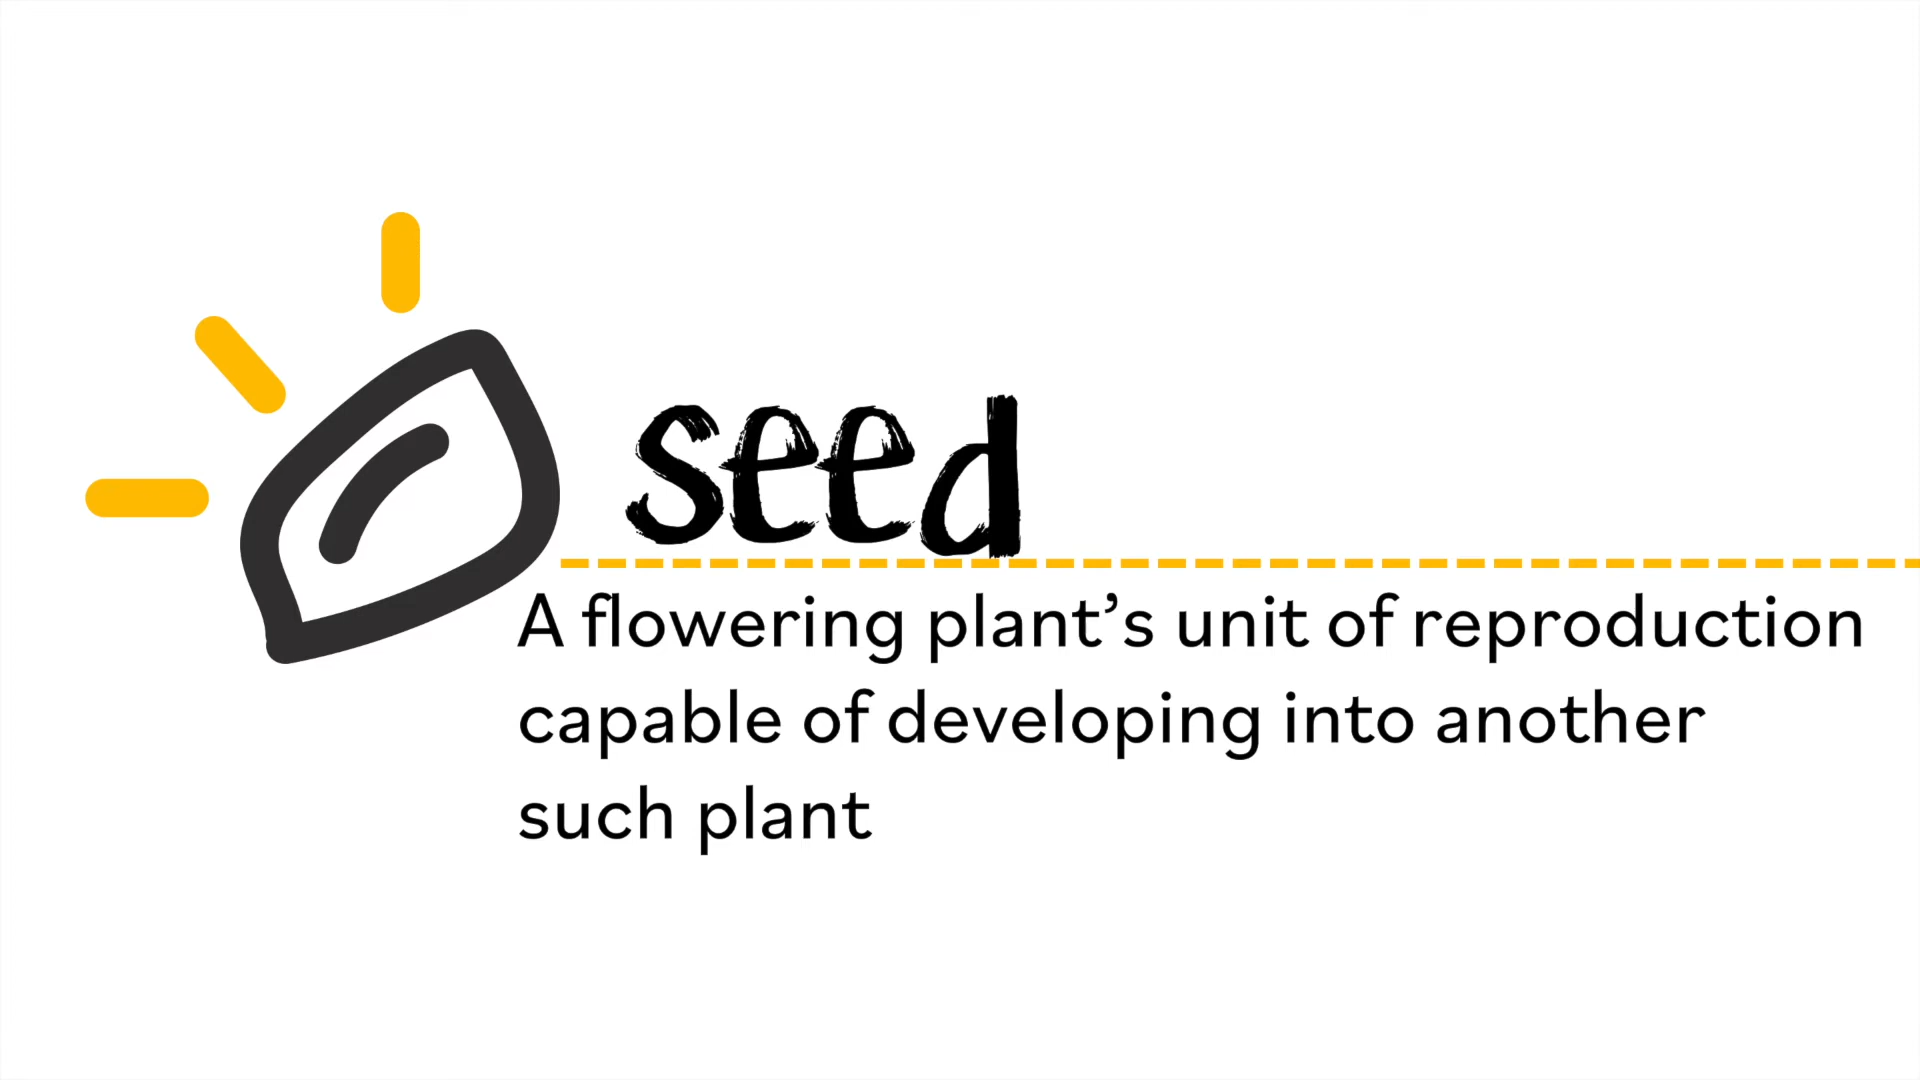 seed
A flowering plant’s unit of reproduction
capable of developing into another
such plant